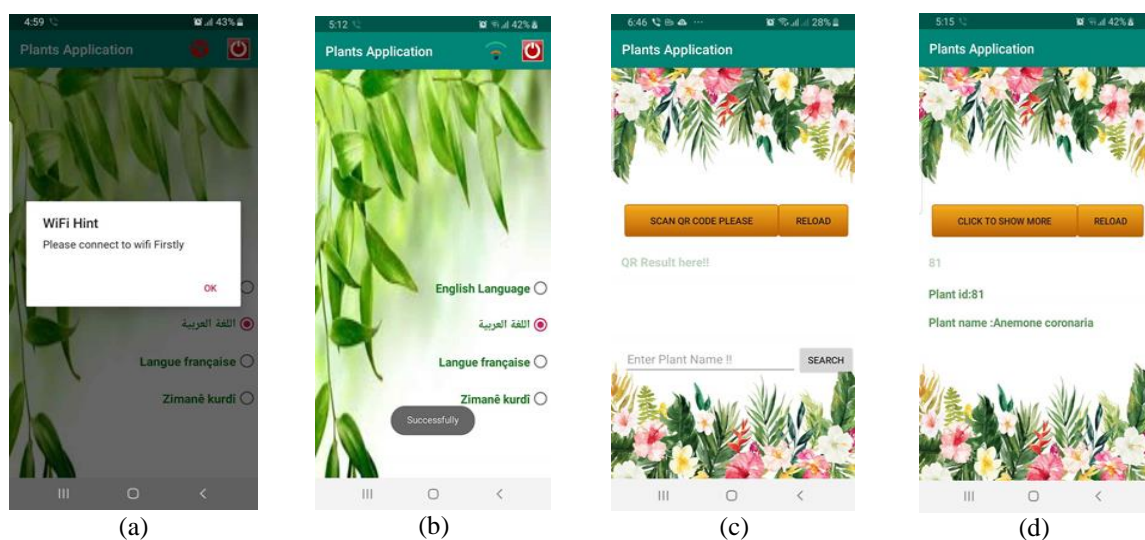 4:59 43%
Plants Application
WiFi Hint
Please connect to wifi Firstly
OK
اللغة العربية
Langue française
Zimanê kurdî
(a)
5:12 42%
Plants Application
English Language
اللغة العربية
Langue française
Zimanê kurdî
Successfully
(b)
6:46 28%
Plants Application
SCAN QR CODE PLEASE RELOAD
QR Result here!!
Enter Plant Name !! SEARCH
(c)
5:15 42%
Plants Application
CLICK TO SHOW MORE RELOAD
81
Plant id:81
Plant name :Anemone coronaria
(d)